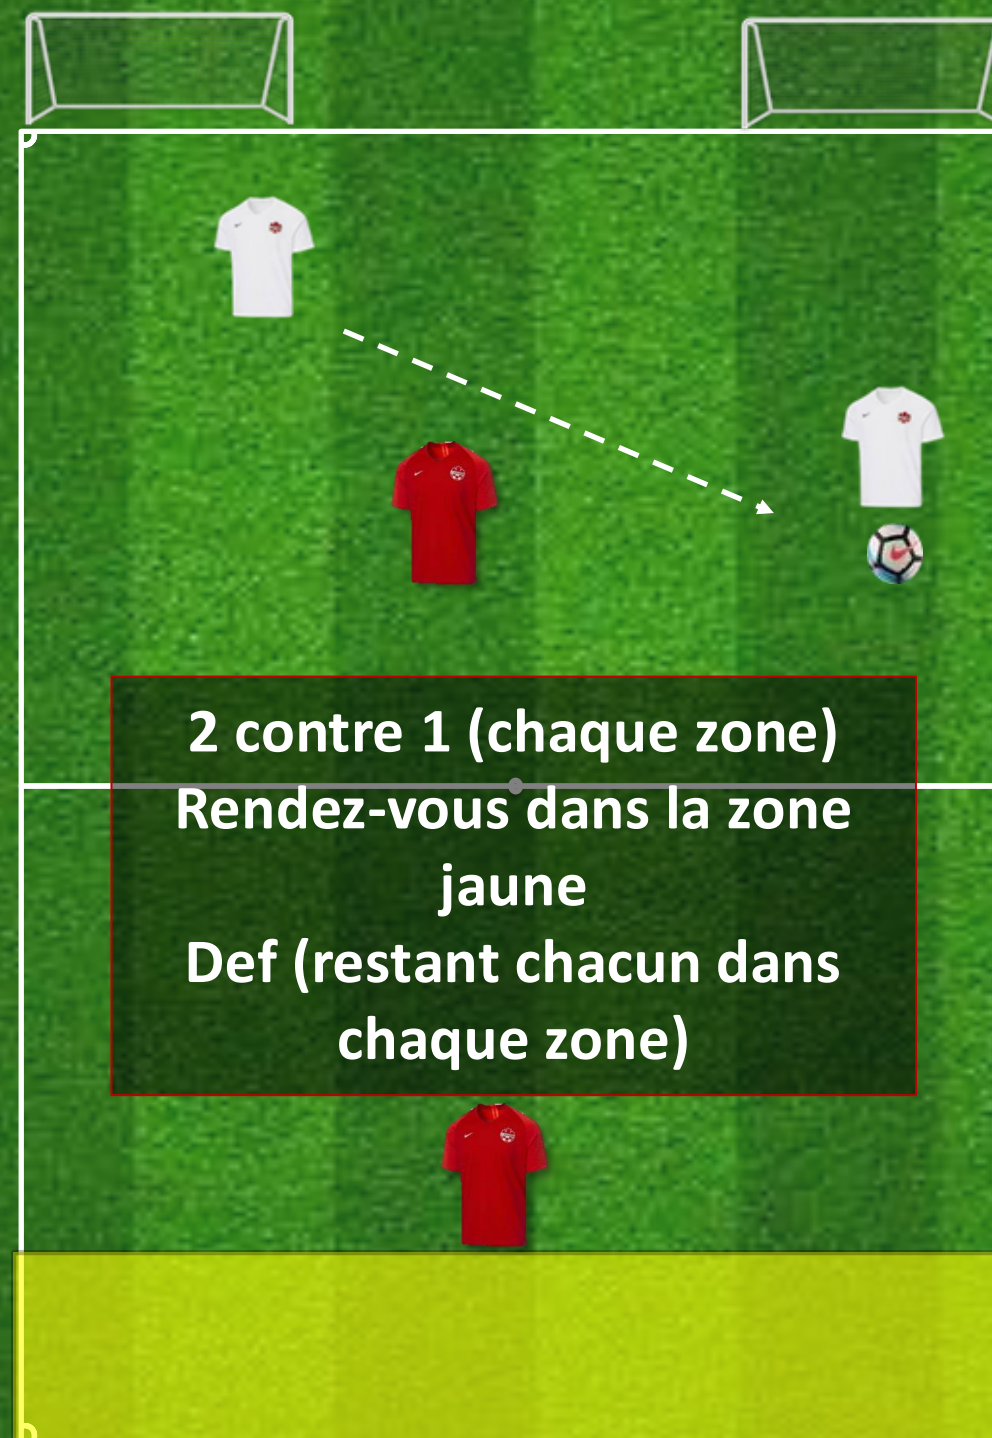 2 contre 1 (chaque zone)
Rendez-vous dans la zone
jaune
Def (restant chacun dans
chaque zone)